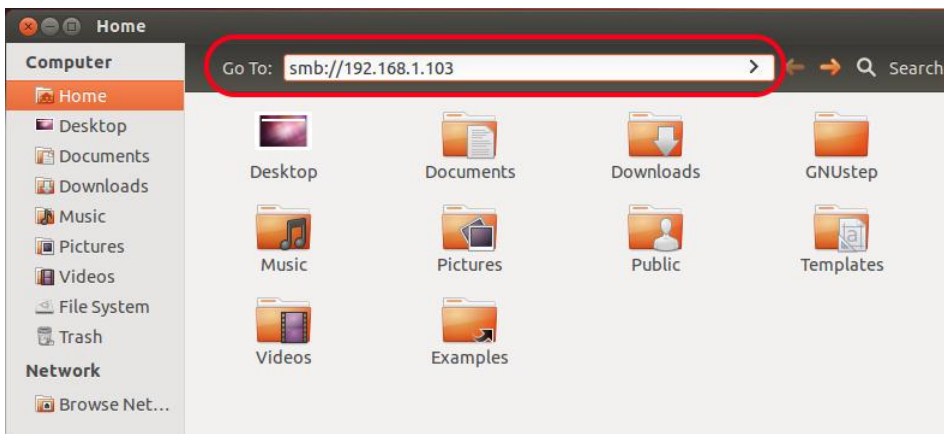 Home
Computer
Home
Desktop
Documents
Downloads
Music
Pictures
Videos
File System
Trash
Network
Browse Net...
Go To: smb://192.168.1.103
Search
Desktop Documents Downloads GNUstep
Music Pictures Public Templates
Videos Examples